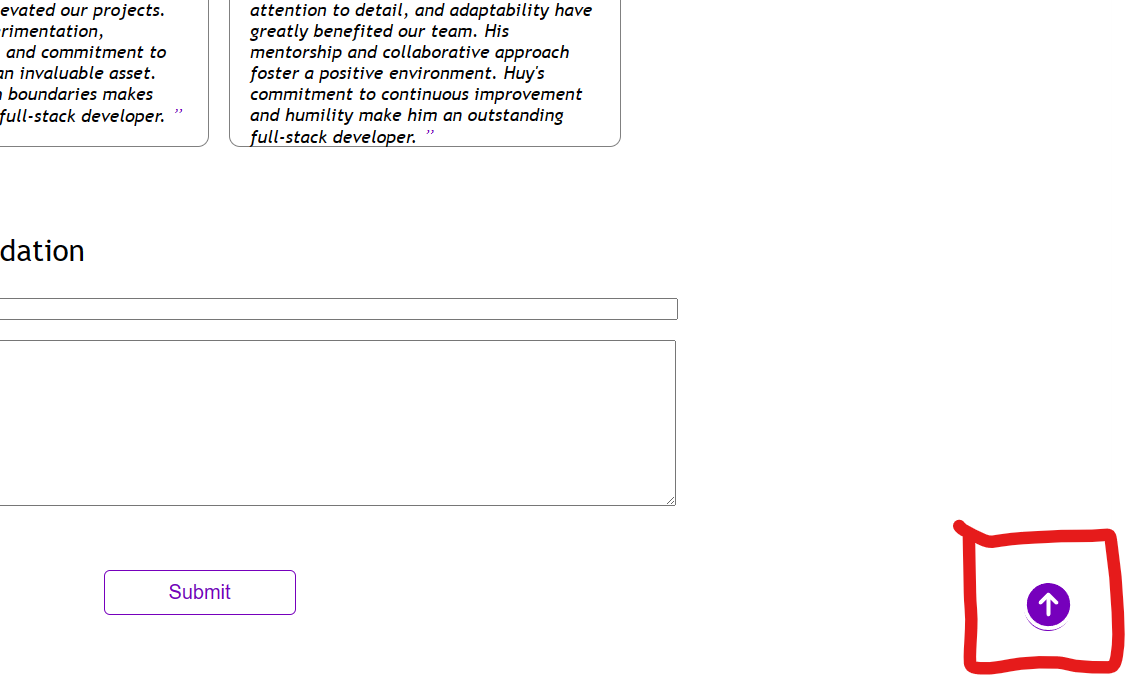 evated our projects.
rimentation,
and commitment to
an invaluable asset.
boundaries makes
full-stack developer. ”
attention to detail, and adaptability have
greatly benefited our team. His
mentorship and collaborative approach
foster a positive environment. Huy's
commitment to continuous improvement
and humility make him an outstanding
full-stack developer. ”
dation
Submit